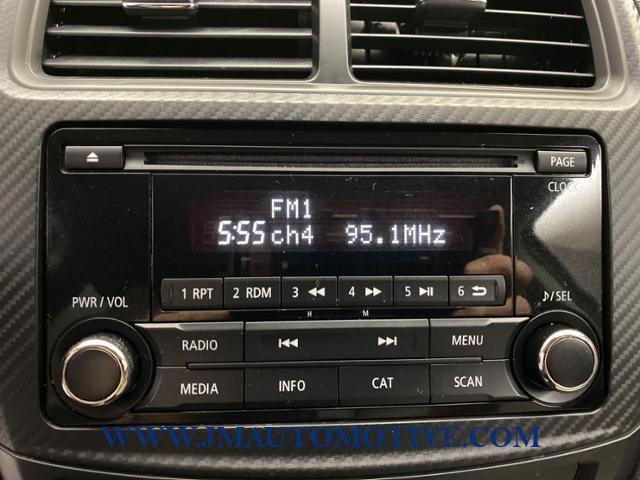 PAGE
CLOCK
FM1
5:55 ch4 95.1MHz
PWR / VOL
1 RPT 2 RDM 3 4 5 6
♪/SEL
H M
RADIO MENU
MEDIA INFO CAT SCAN
WWW.JMAUTOMOTIVE.COM